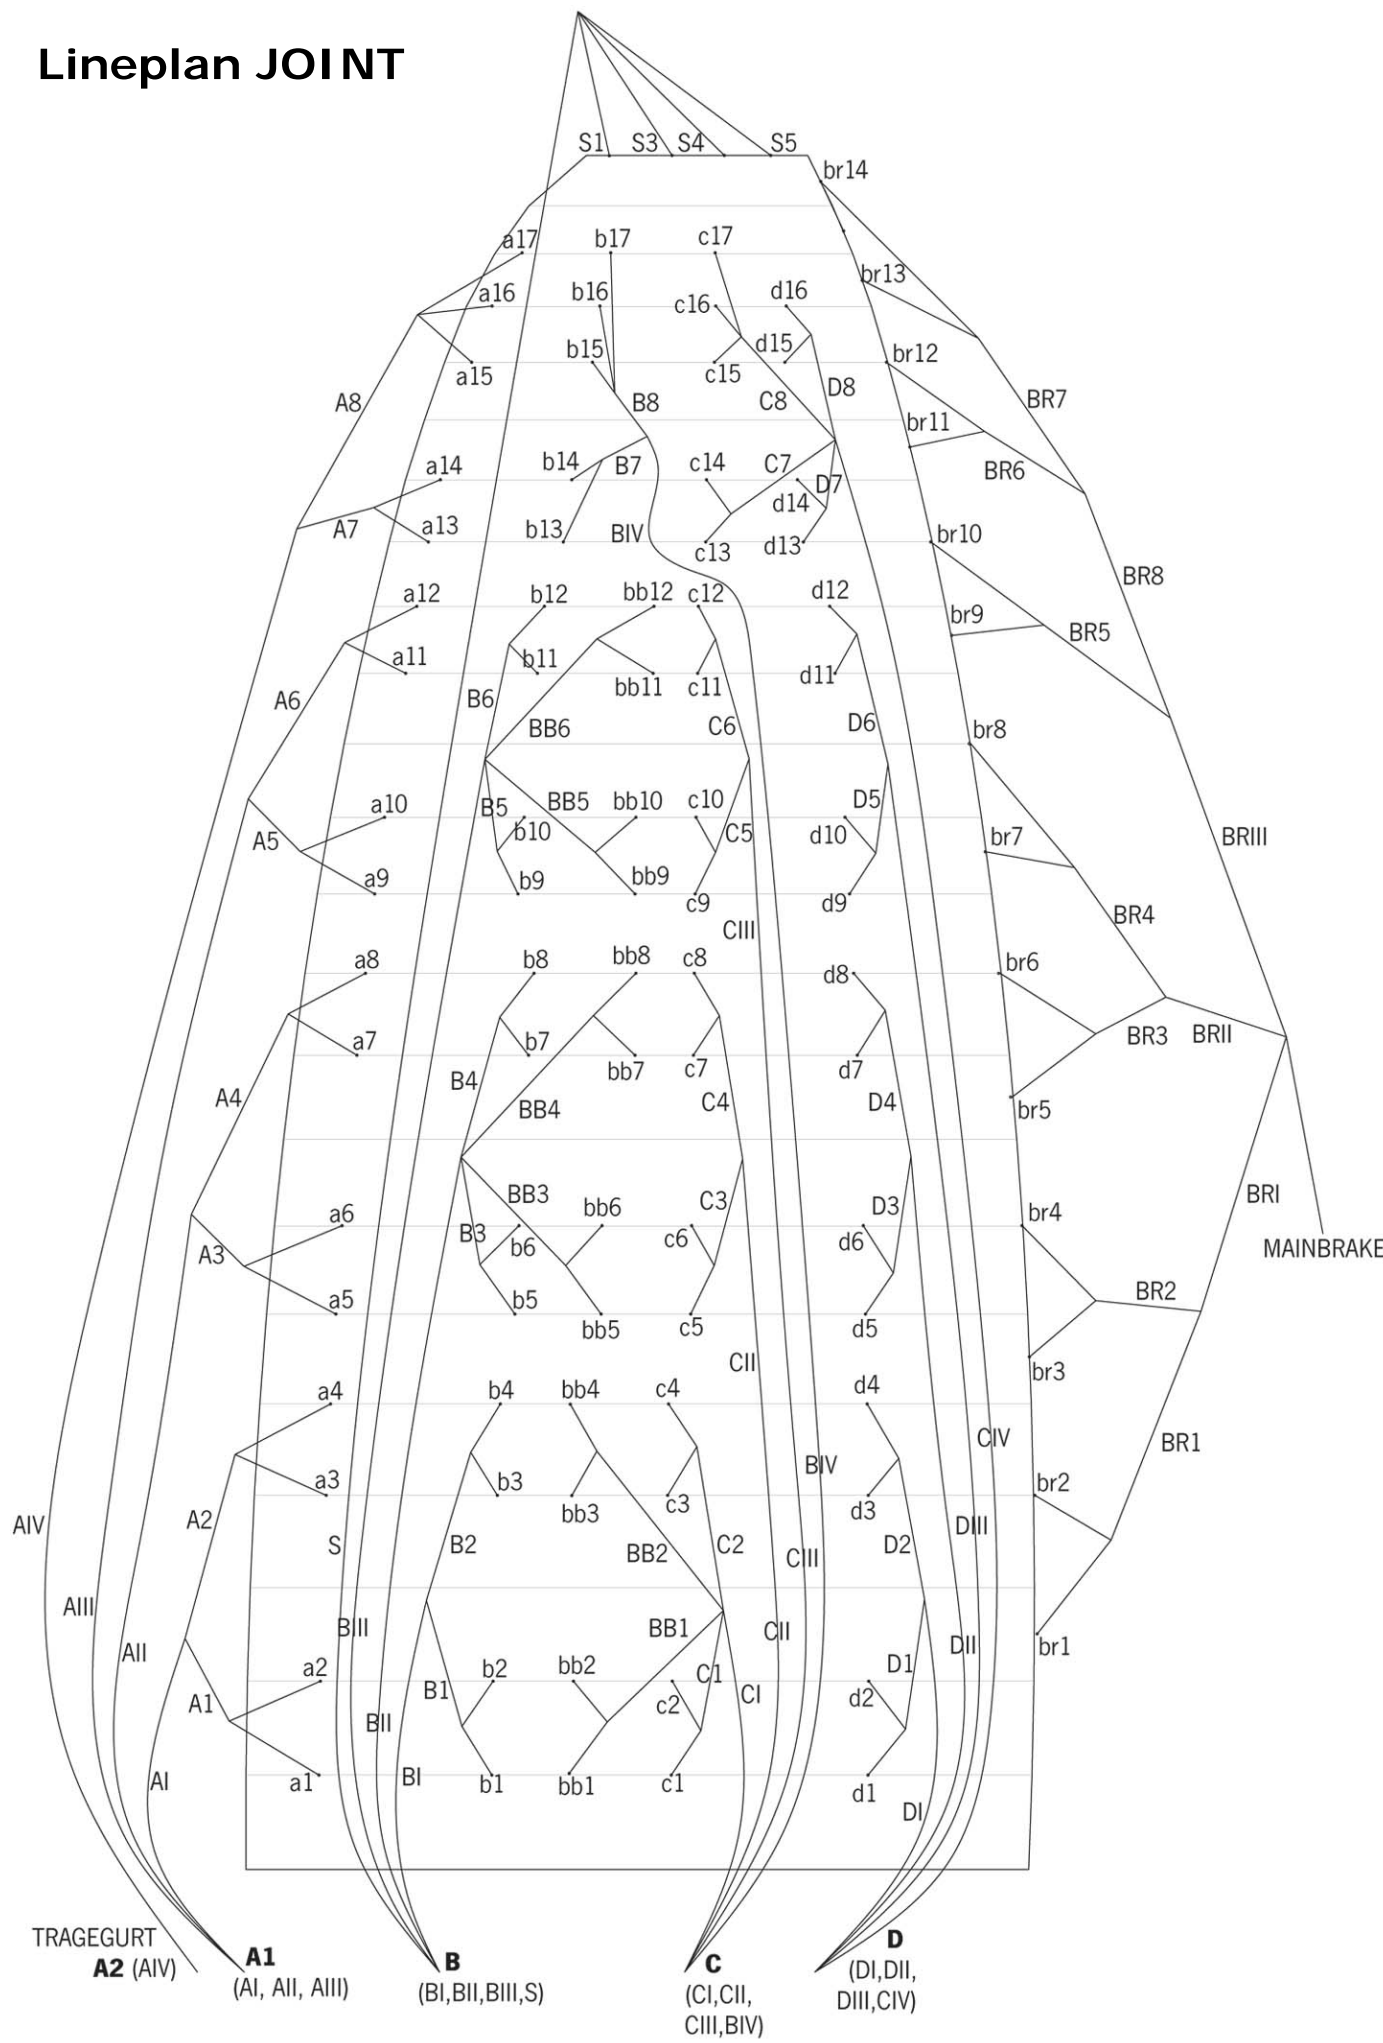 Lineplan JOINT
S1 S3 S4 S5
br14
a17 b17 c17
br13
a16 b16 c16 d16
b15 d15 br12
a15 c15
A8 B8 C8 D8 BR7
br11
a14 b14 B7 c14 C7 D7 BR6
d14
A7 a13 b13 BIV c13 d13 br10
BR8
a12 b12 bb12 c12 d12
br9 BR5
a11 b11 bb11 c11 d11
A6 B6 BB6 C6 D6 br8
a10 B5 BB5 bb10 c10 D5
A5 b10 C5 d10 br7 BRIII
a9 b9 bb9 c9 d9
CIII BR4
a8 b8 bb8 c8 d8 br6
a7 b7 bb7 c7 d7 BR3 BRII
A4 B4 BB4 C4 D4 br5
BB3 C3 BRI
a6 bb6 D3 br4
A3 B3 b6 c6 d6 MAINBRAKE
a5 b5 bb5 c5 d5 BR2
CII br3
a4 b4 bb4 c4 d4
CIV BR1
BIV
a3 b3 bb3 c3 d3 br2
AIV A2 S B2 BB2 C2 CIII D2 DIII
AIII BIII BB1 CII DII br1
AII
a2 b2 bb2 C1 D1
A1 B1 c2 CI d2
BII
AI a1 BI b1 bb1 c1 d1
DI
TRAGEGURT
A2 (AIV)
A1
(AI, AII, AIII)
B
(BI,BII,BIII,S)
C
(CI,CII,
CIII,BIV)
D
(DI,DII,
DIII,CIV)